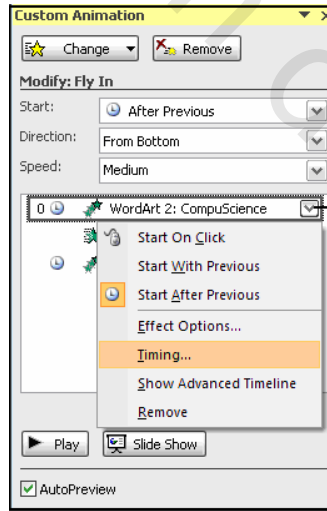 Custom Animation
Change Remove
Modify: Fly In
Start: After Previous
Direction: From Bottom
Speed: Medium
0 WordArt 2: CompuScience
Start On Click
Start With Previous
Start After Previous
Effect Options...
Timing...
Show Advanced Timeline
Remove
Play Slide Show
AutoPreview